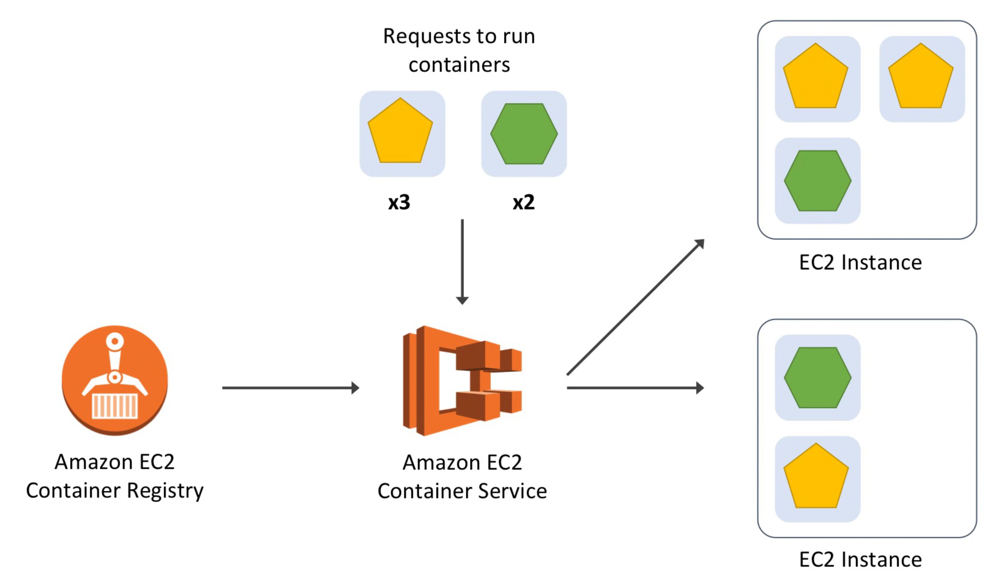 Requests to run
containers
x3
x2
EC2 Instance
Amazon EC2
Container Registry
Amazon EC2
Container Service
EC2 Instance